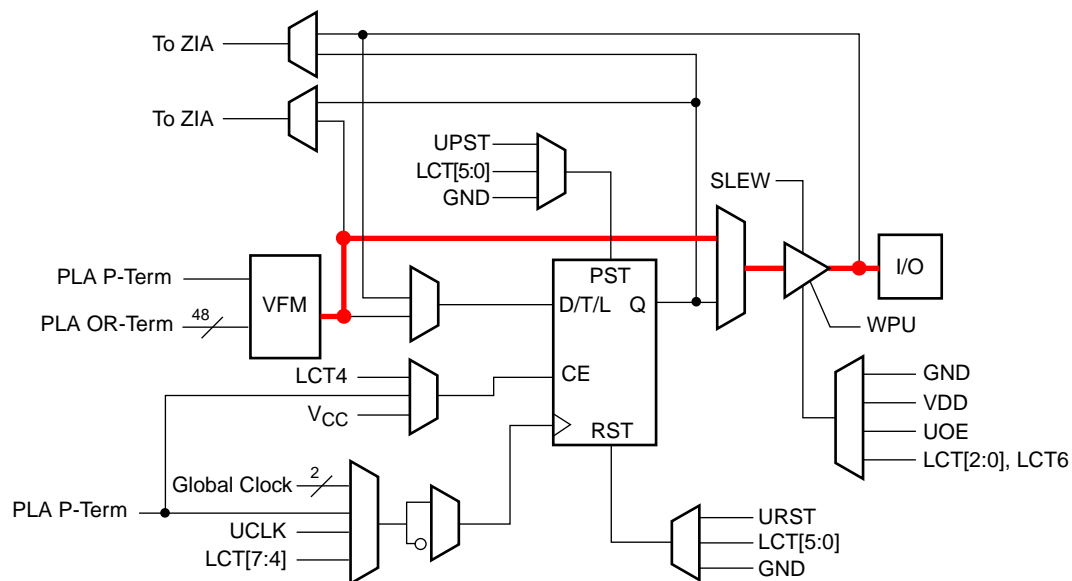 To ZIA
To ZIA
UPST
LCT[5:0]
GND
SLEW
PLA P-Term
VFM
PST
I/O
D/T/L Q
PLA OR-Term 48
WPU
LCT4
CE
GND
VCC
VDD
RST
UOE
LCT[2:0], LCT6
Global Clock 2
PLA P-Term
UCLK
LCT[7:4]
URST
LCT[5:0]
GND